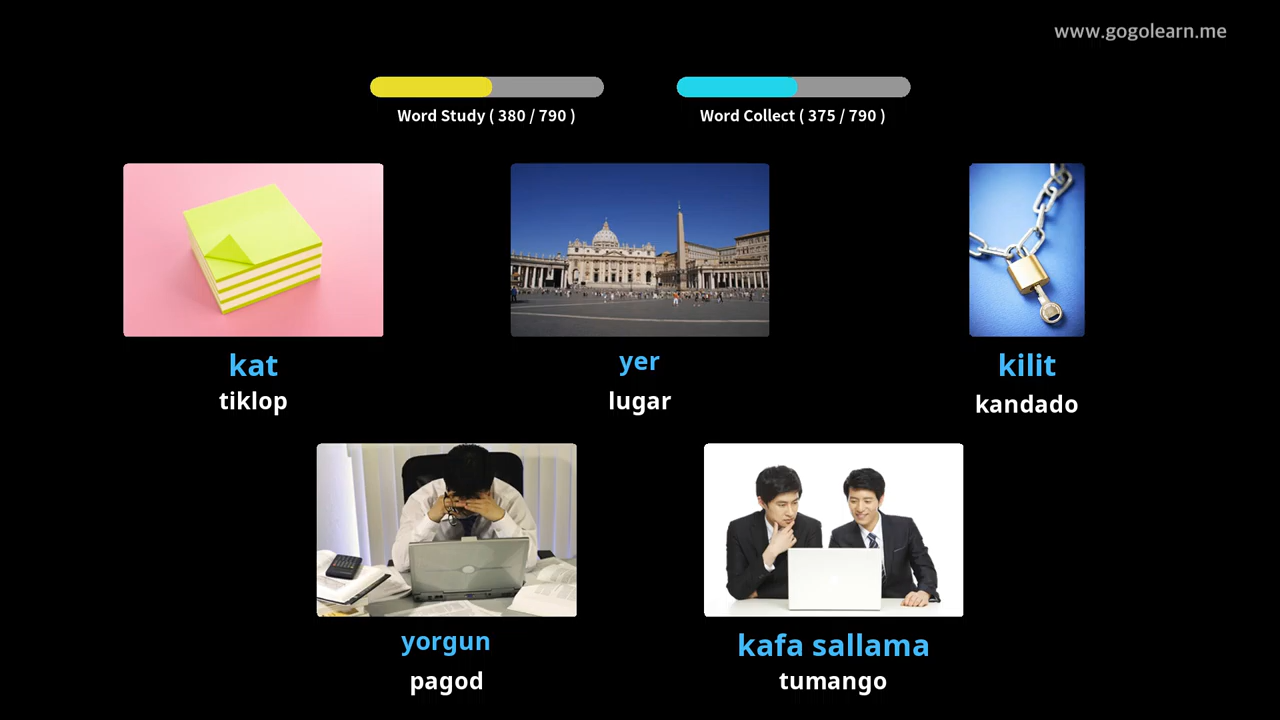 www.gogolearn.me
Word Study ( 380 / 790 )
Word Collect ( 375 / 790 )
kat
tiklop
yer
lugar
kilit
kandado
yorgun
pagod
kafa sallama
tumango